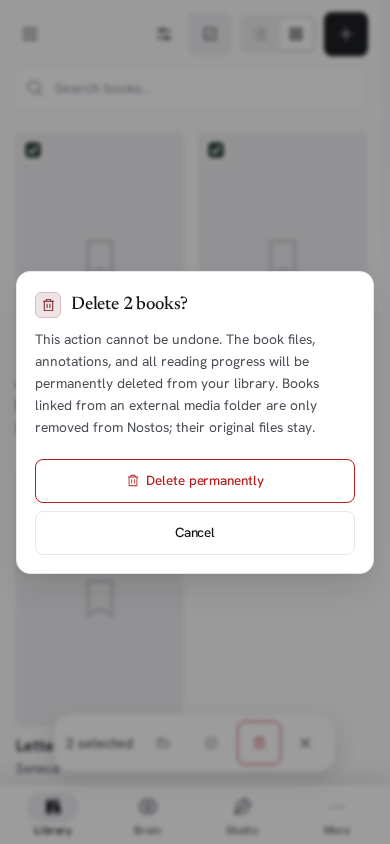 Search books...
Delete 2 books?
This action cannot be undone. The book files,
annotations, and all reading progress will be
permanently deleted from your library. Books
linked from an external media folder are only
removed from Nostos; their original files stay.
Delete permanently
Cancel
Lette
2 selected
Seneca
Library
Brain
Studio
More